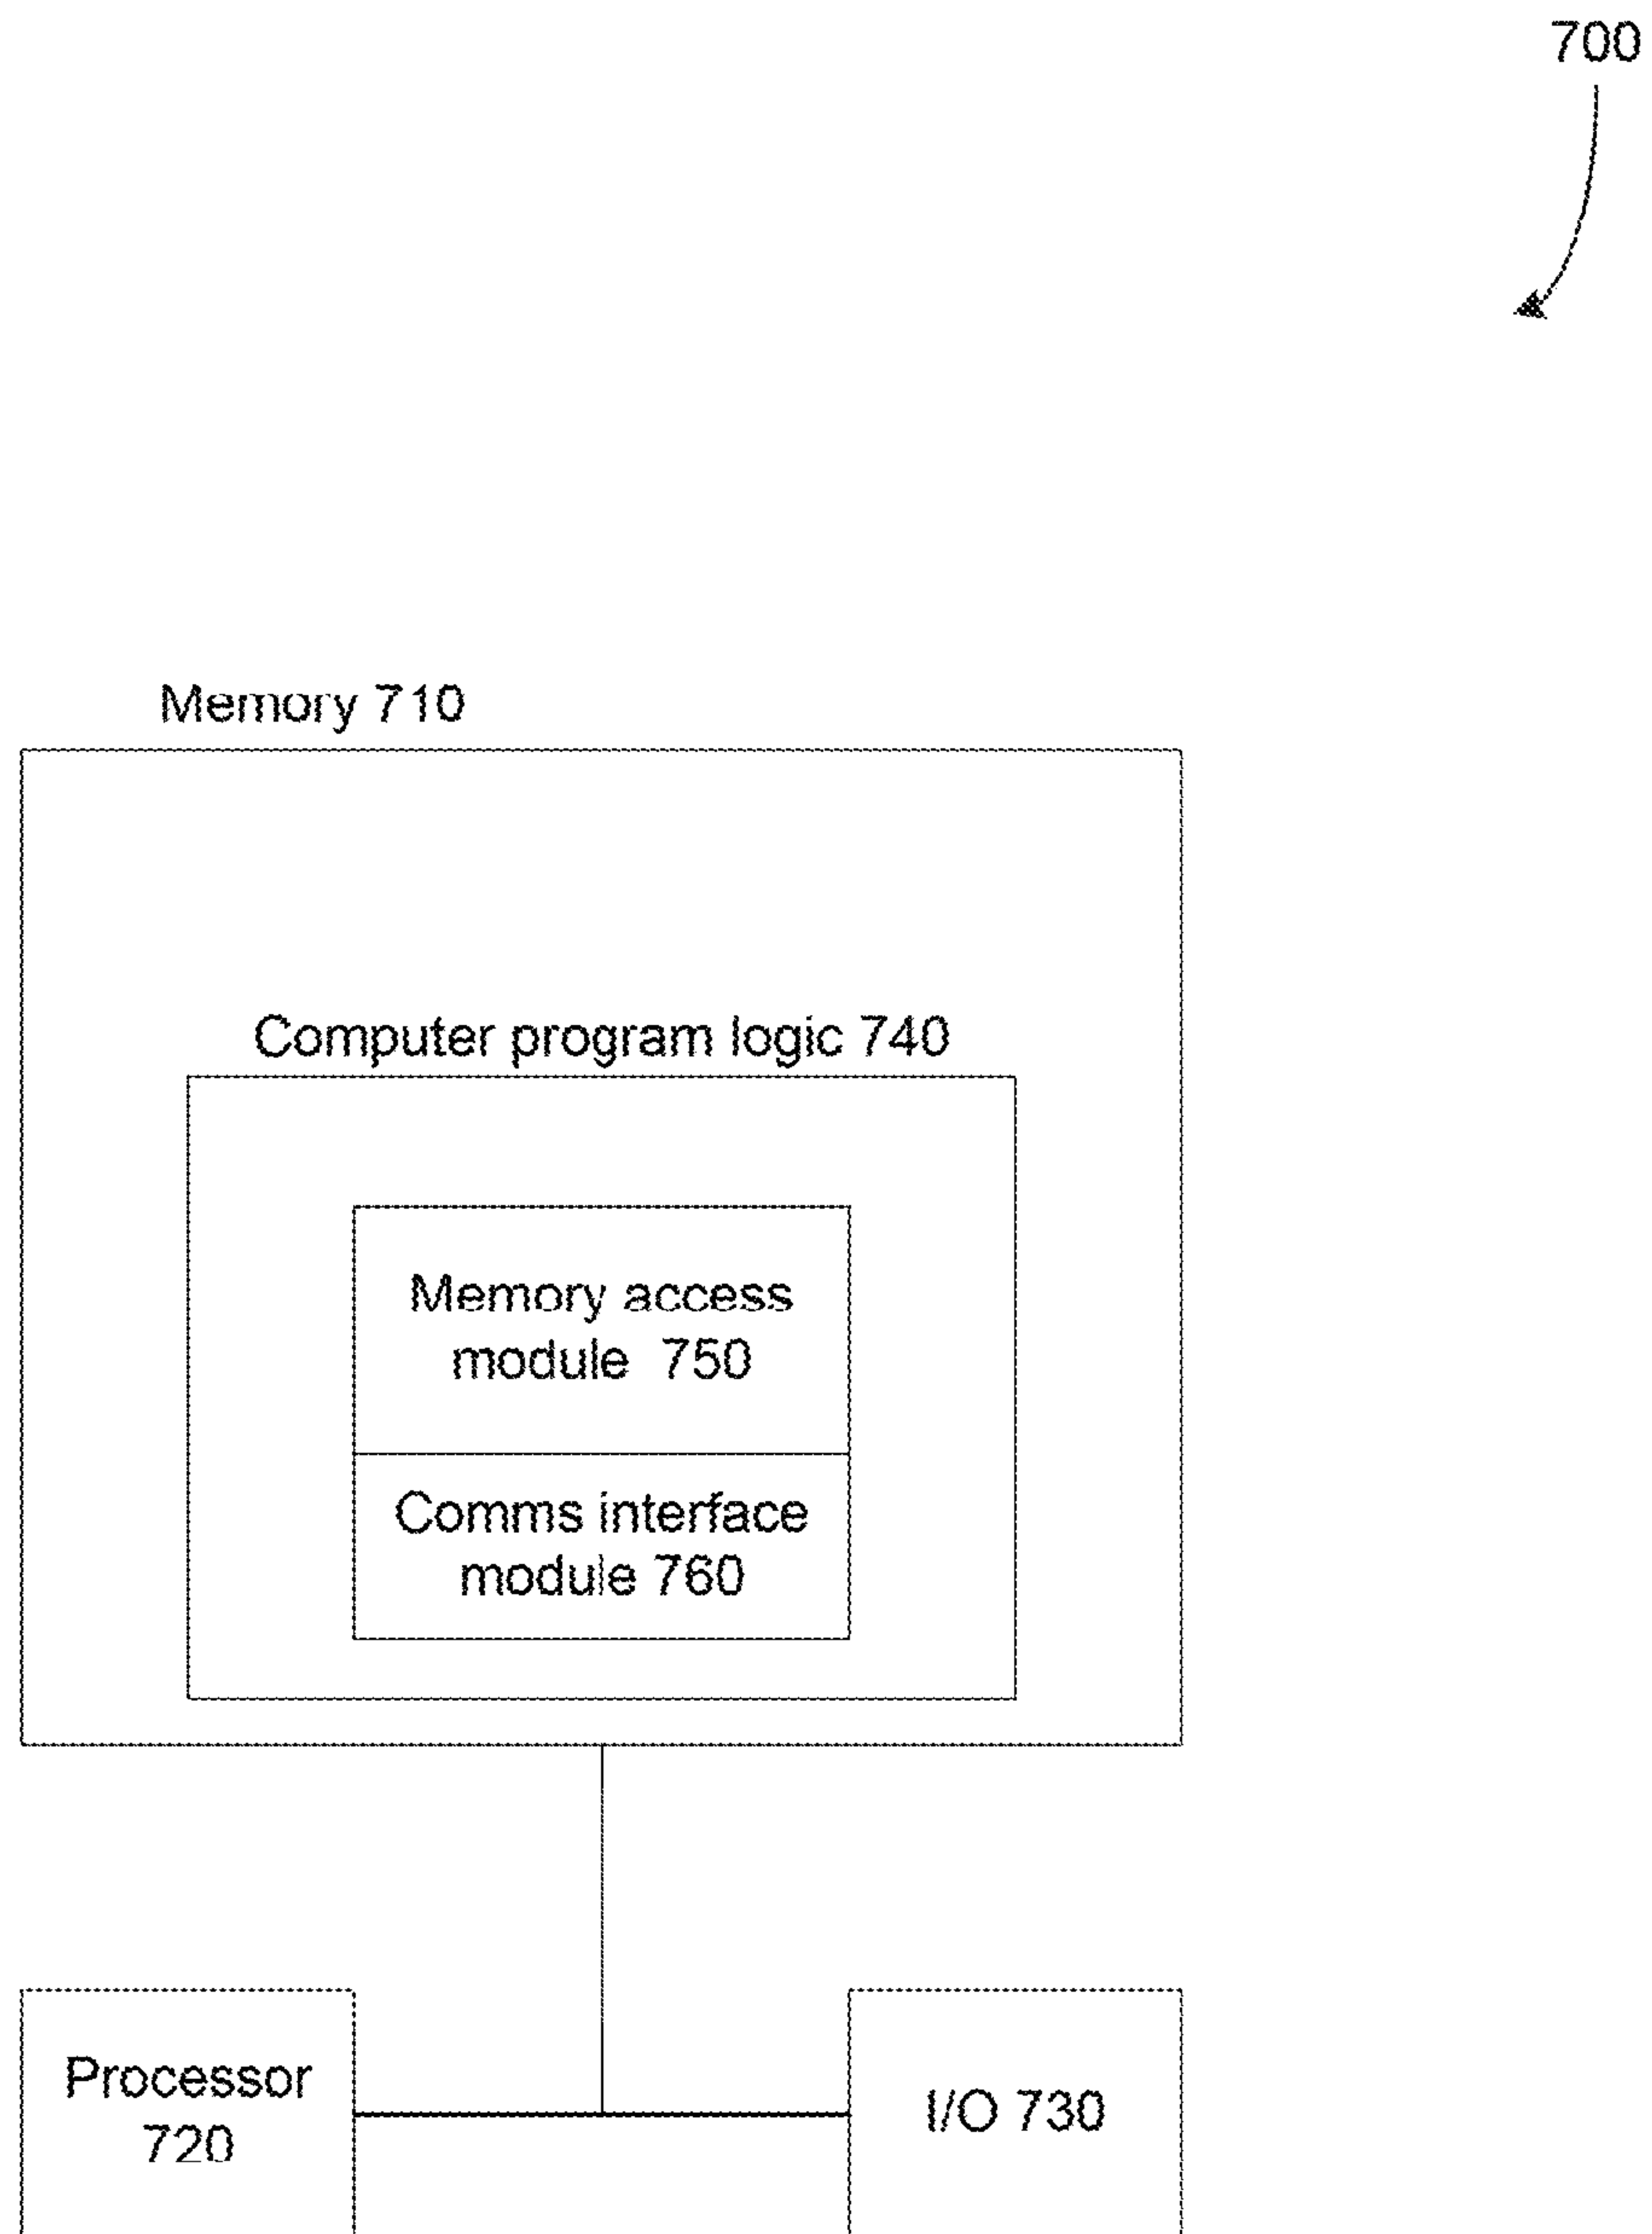 700
Memory 710
Computer program logic 740
Memory access
module 750
Comms interface
module 760
Processor
720
I/O 730